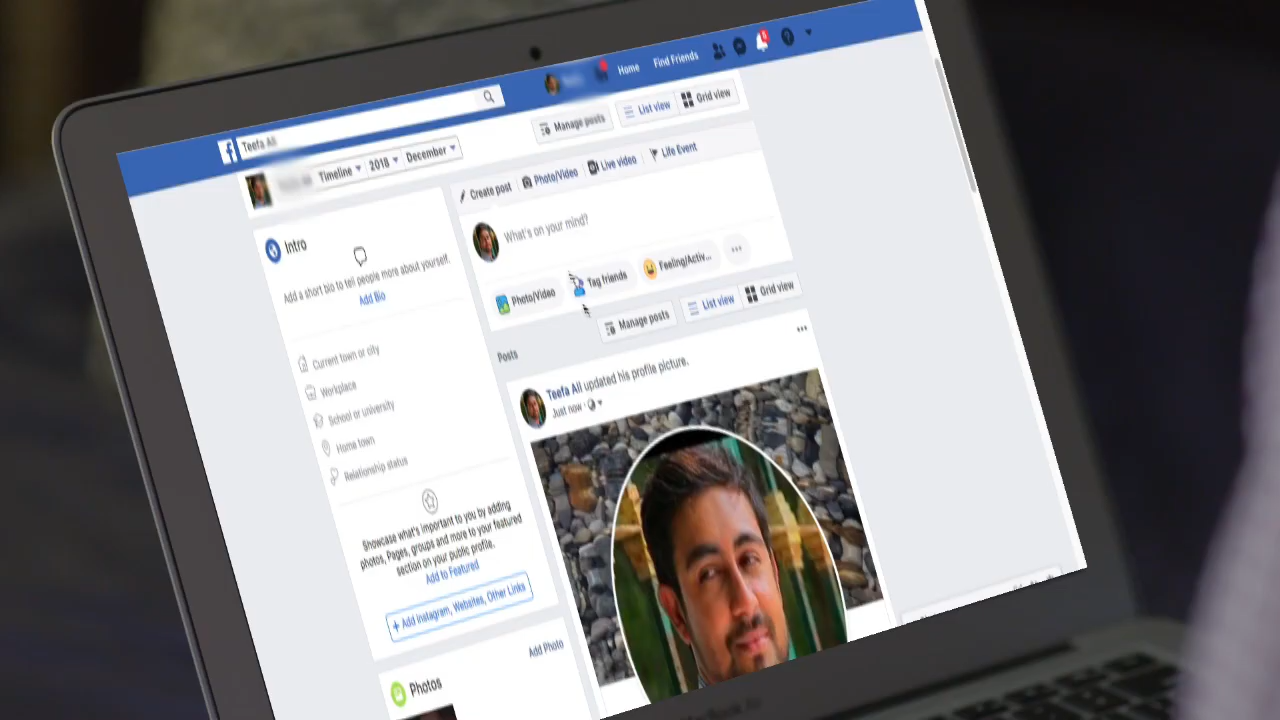 f
Teefa Ali
Home
Find Friends
Timeline
2018
December
Manage posts
List view
Grid view
Create post
Photo/Video
Live video
Life Event
What's on your mind?
Photo/Video
Tag friends
Feeling/Activ...
Manage posts
List view
Grid view
Intro
Add a short bio to tell people more about yourself.
Add Bio
Current town or city
Workplace
School or university
Home town
Relationship status
Showcase what's important to you by adding
photos, Pages, groups and more to your featured
section on your public profile.
Add to Featured
+ Add Instagram, Websites, Other Links
Photos
Add Photo
Posts
Teefa Ali updated his profile picture.
Just now